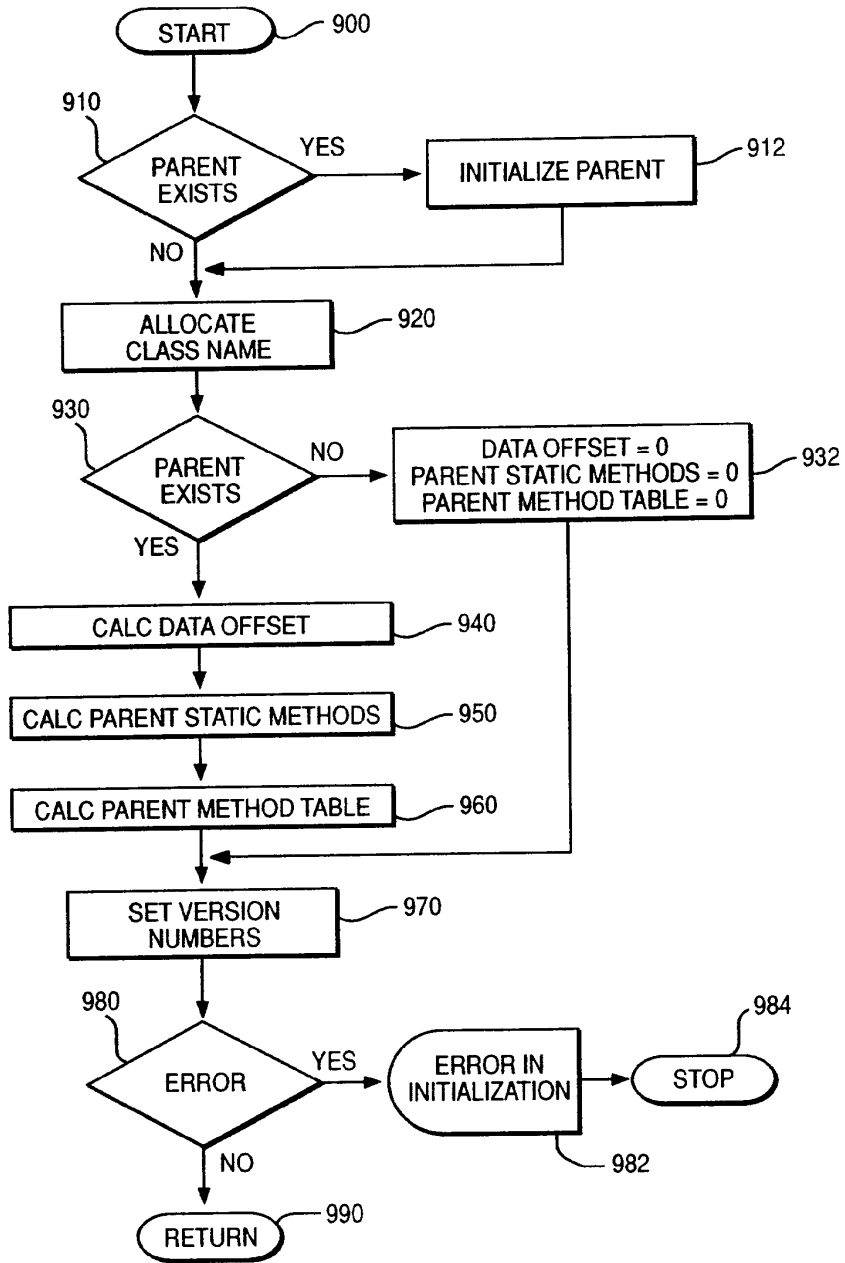 START
900
910
PARENT
EXISTS
YES
INITIALIZE PARENT
912
NO
ALLOCATE
CLASS NAME
920
930
PARENT
EXISTS
NO
DATA OFFSET = 0
PARENT STATIC METHODS = 0
PARENT METHOD TABLE = 0
932
YES
CALC DATA OFFSET
940
CALC PARENT STATIC METHODS
950
CALC PARENT METHOD TABLE
960
SET VERSION
NUMBERS
970
980
ERROR
YES
ERROR IN
INITIALIZATION
982
STOP
984
NO
RETURN
990